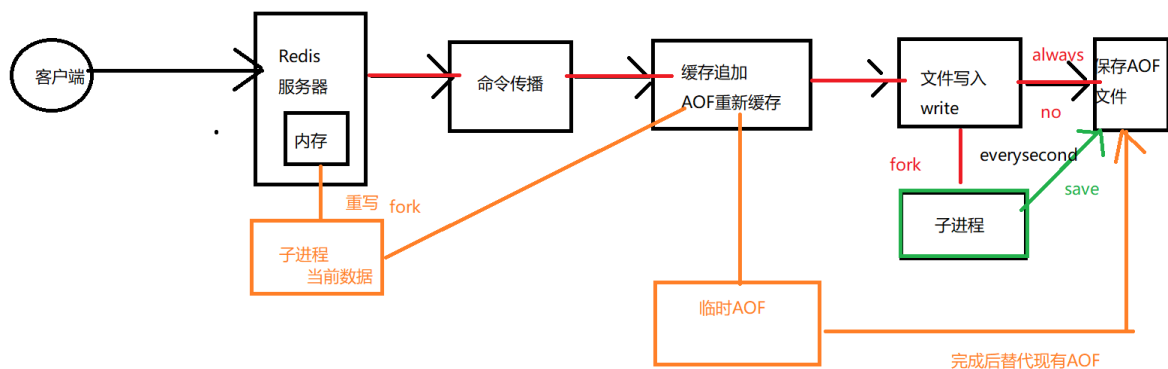 客户端
Redis
服务器
内存
命令传播
缓存追加
AOF重新缓存
文件写入
write
always
no
保存AOF
文件
everysecond
fork
save
子进程
重写
fork
子进程
当前数据
临时AOF
完成后替代现有AOF